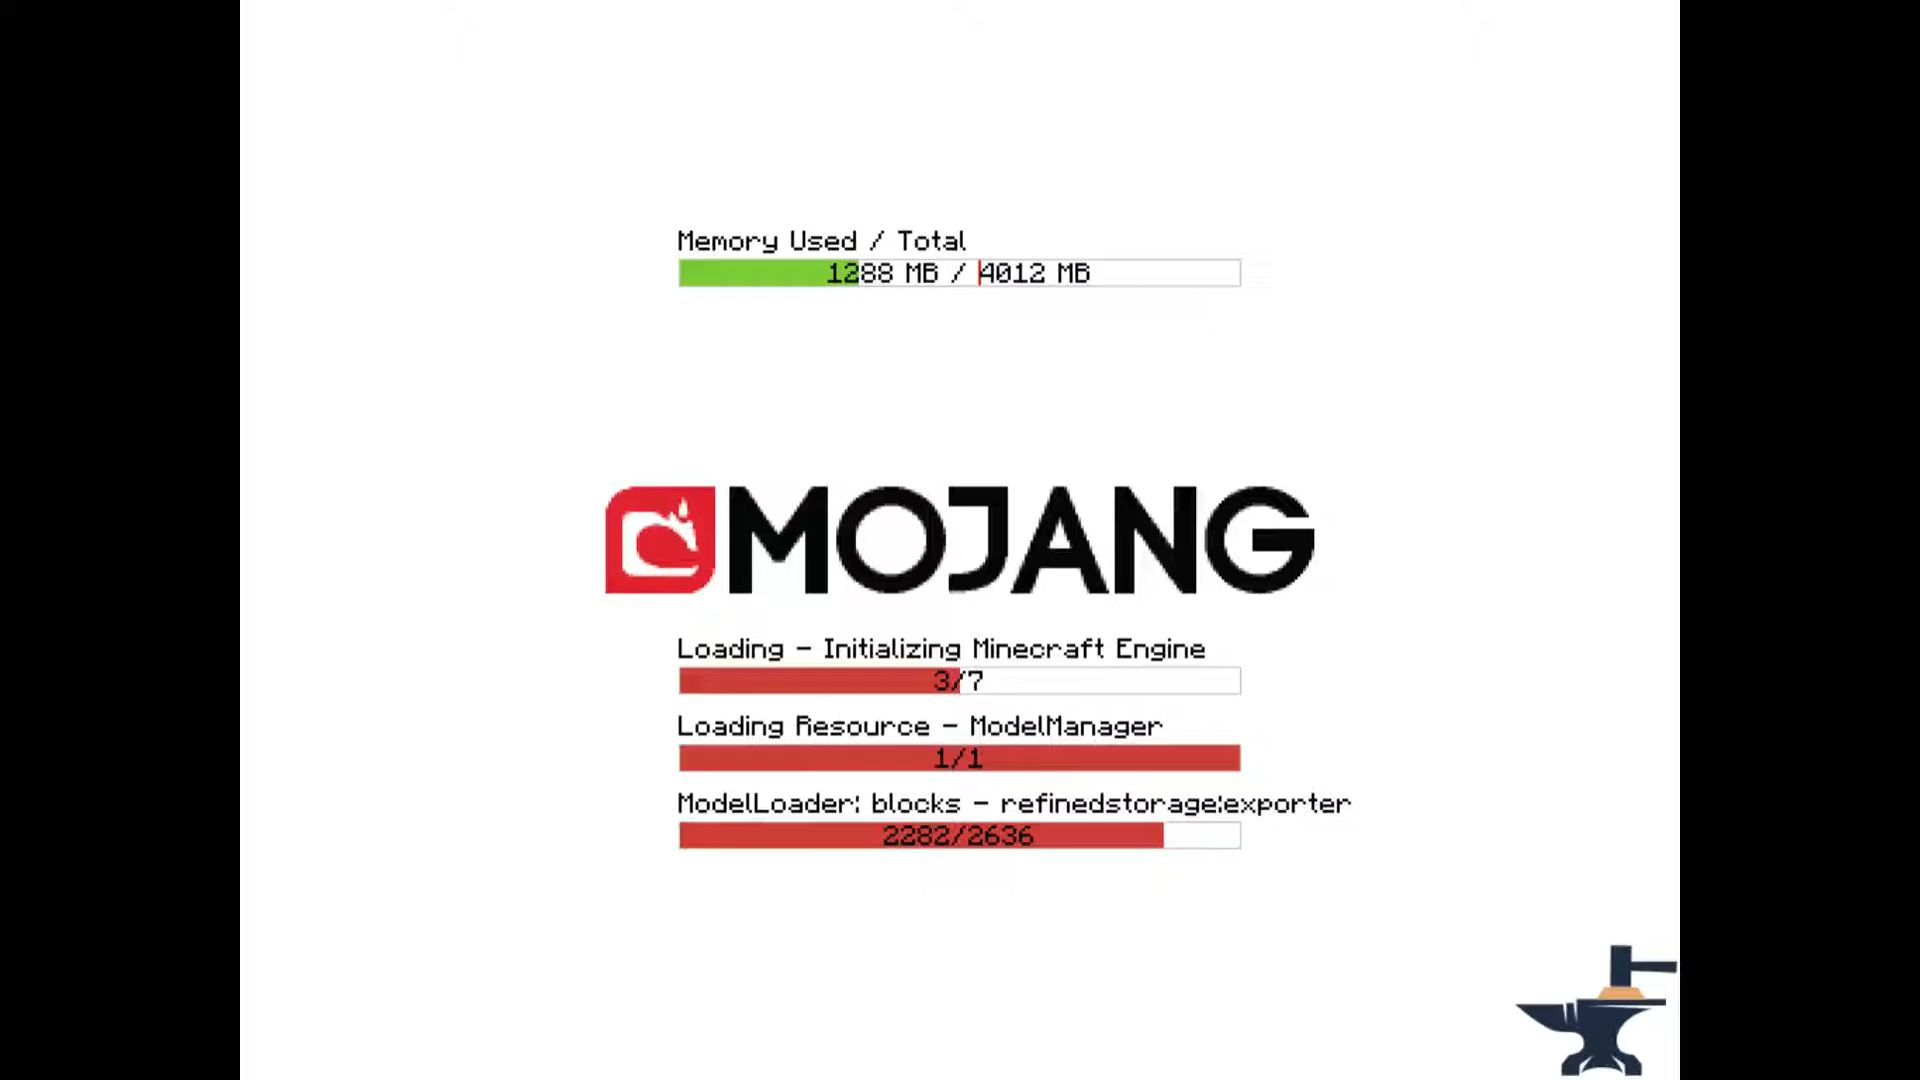 Memory Used / Total
1288 MB / 4012 MB
MOJANG
Loading - Initializing Minecraft Engine
3/7
Loading Resource - ModelManager
1/1
ModelLoader: blocks - refinedstorage:exporter
2282/2636